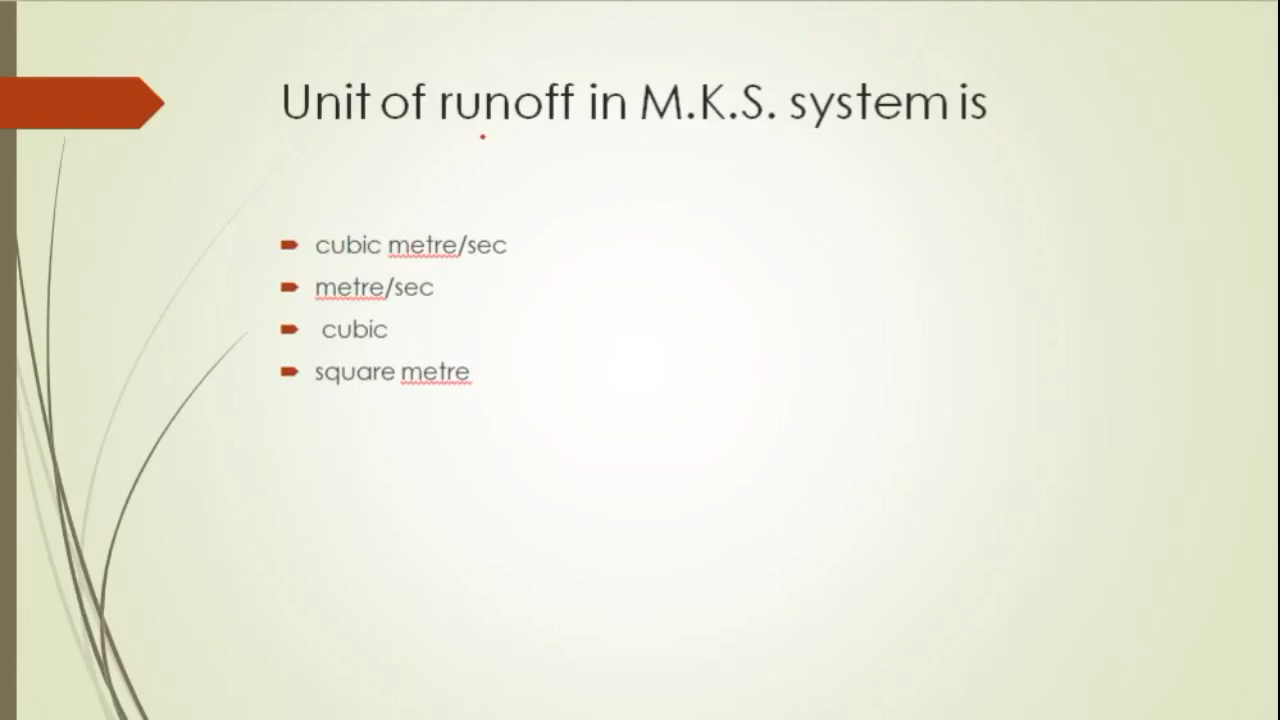 Unit of runoff in M.K.S. system is
cubic metre/sec
metre/sec
cubic
square metre